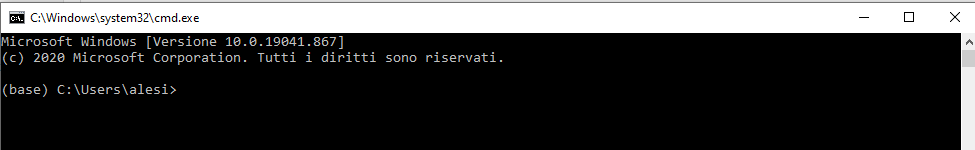 C:\Windows\system32\cmd.exe
Microsoft Windows [Versione 10.0.19041.867]
(c) 2020 Microsoft Corporation. Tutti i diritti sono riservati.
(base) C:\Users\alesi>